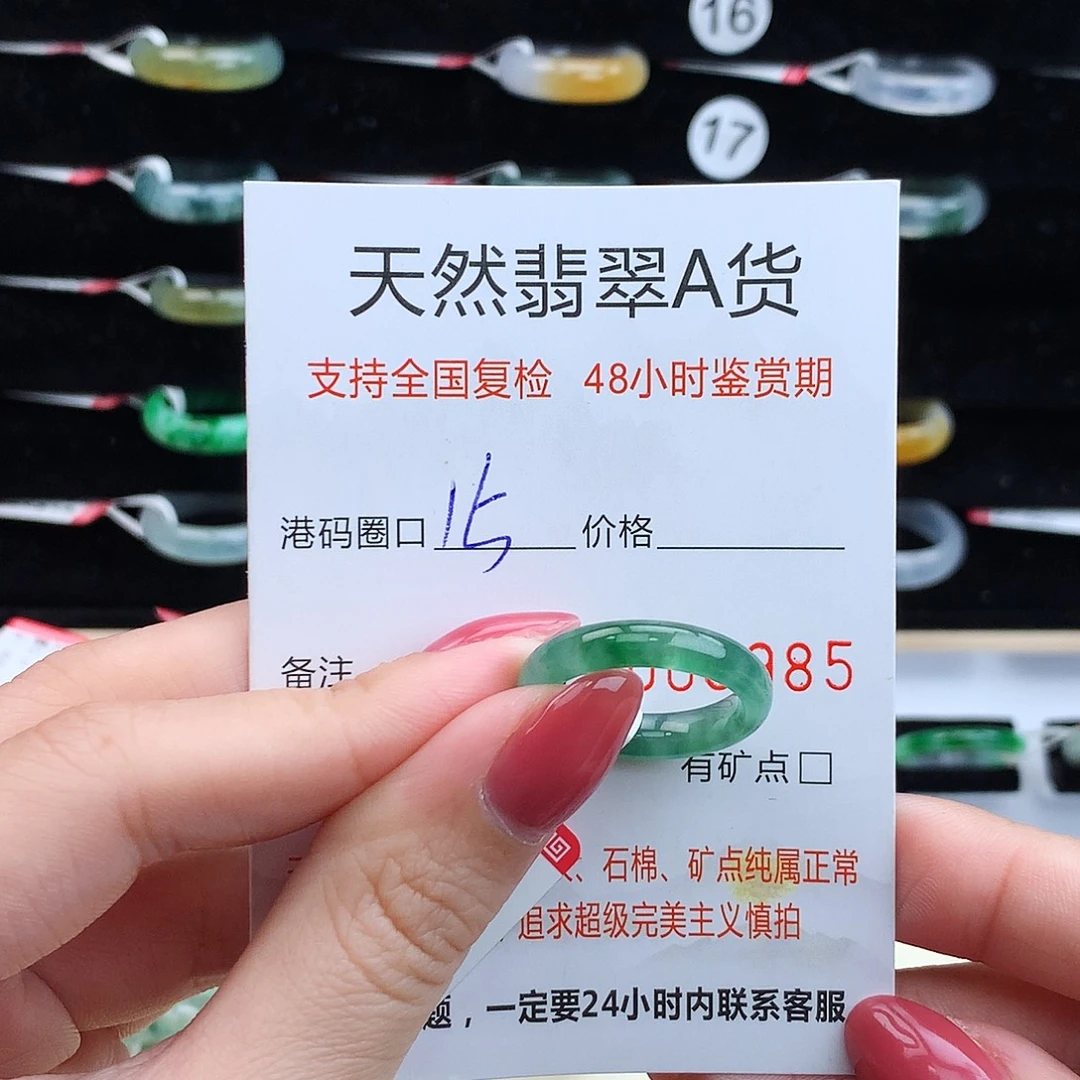 16
17
天然翡翠A货
支持全国复检 48小时鉴赏期
港码圈口 15 价格
备注 985
有矿点□
、石棉、矿点纯属正常
追求超级完美主义慎拍
题，一定要24小时内联系客服